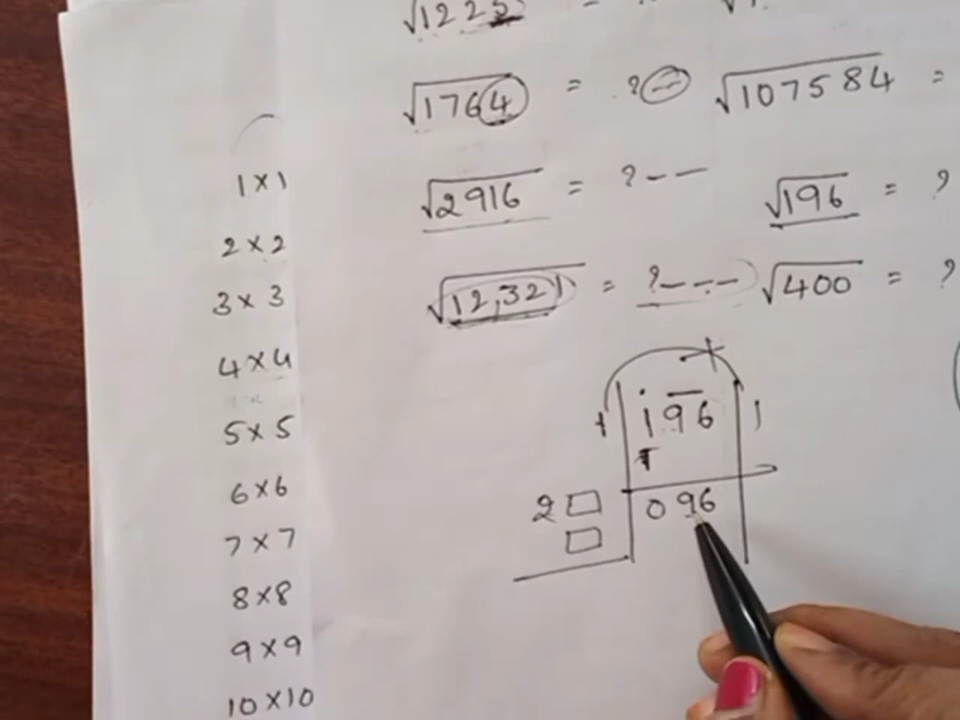 √1225
√1764 = ? √107584 =
√2916 = ?-- √196 = ?
√12,321 = ?--- √400 = ?
1 × 1
2 × 2
3 × 3
4 × 4
5 × 5
6 × 6
7 × 7
8 × 8
9 × 9
10 × 10
1 196 1
1
2□ 096
□